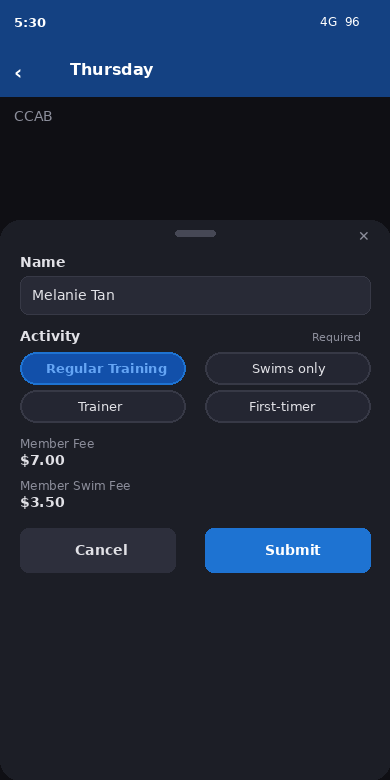 5:30 4G 96
‹ Thursday
CCAB
✕
Name
Melanie Tan
Activity Required
Regular Training Swims only
Trainer First-timer
Member Fee
$7.00
Member Swim Fee
$3.50
Cancel Submit